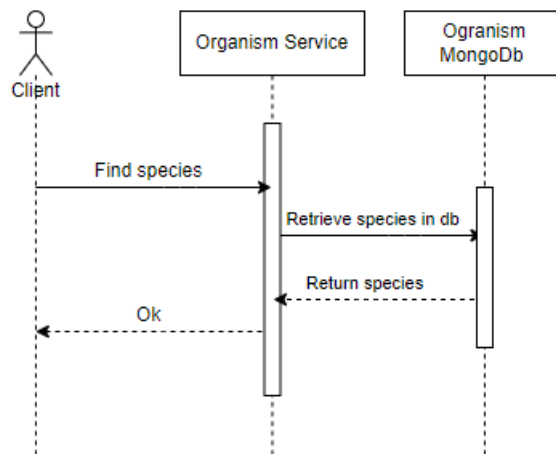 Organism Service
Ogranism
MongoDb
Client
Find species
Retrieve species in db
Return species
Ok